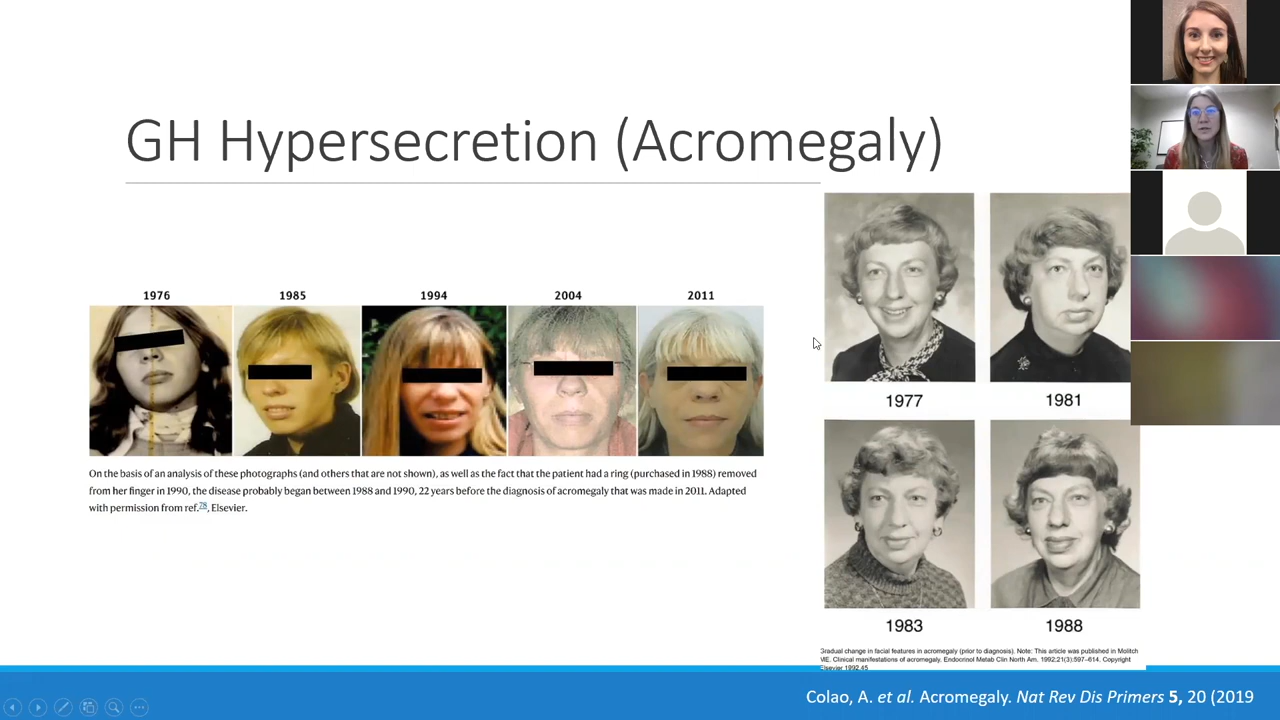 GH Hypersecretion (Acromegaly)
1976 1985 1994 2004 2011
On the basis of an analysis of these photographs (and others that are not shown), as well as the fact that the patient had a ring (purchased in 1988) removed
from her finger in 1990, the disease probably began between 1988 and 1990, 22 years before the diagnosis of acromegaly that was made in 2011. Adapted
with permission from ref.78, Elsevier.
1977 1981
1983 1988
Gradual change in facial features in acromegaly (prior to diagnosis). Note: This article was published in Molitch
ME. Clinical manifestations of acromegaly. Endocrinol Metab Clin North Am. 1992;21(3):597–614, Copyright
Elsevier 1992.45
Colao, A. et al. Acromegaly. Nat Rev Dis Primers 5, 20 (2019